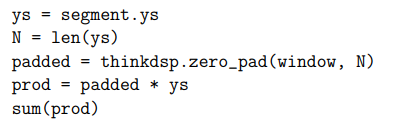 ys = segment.ys
N = len(ys)
padded = thinkdsp.zero_pad(window, N)
prod = padded * ys
sum(prod)